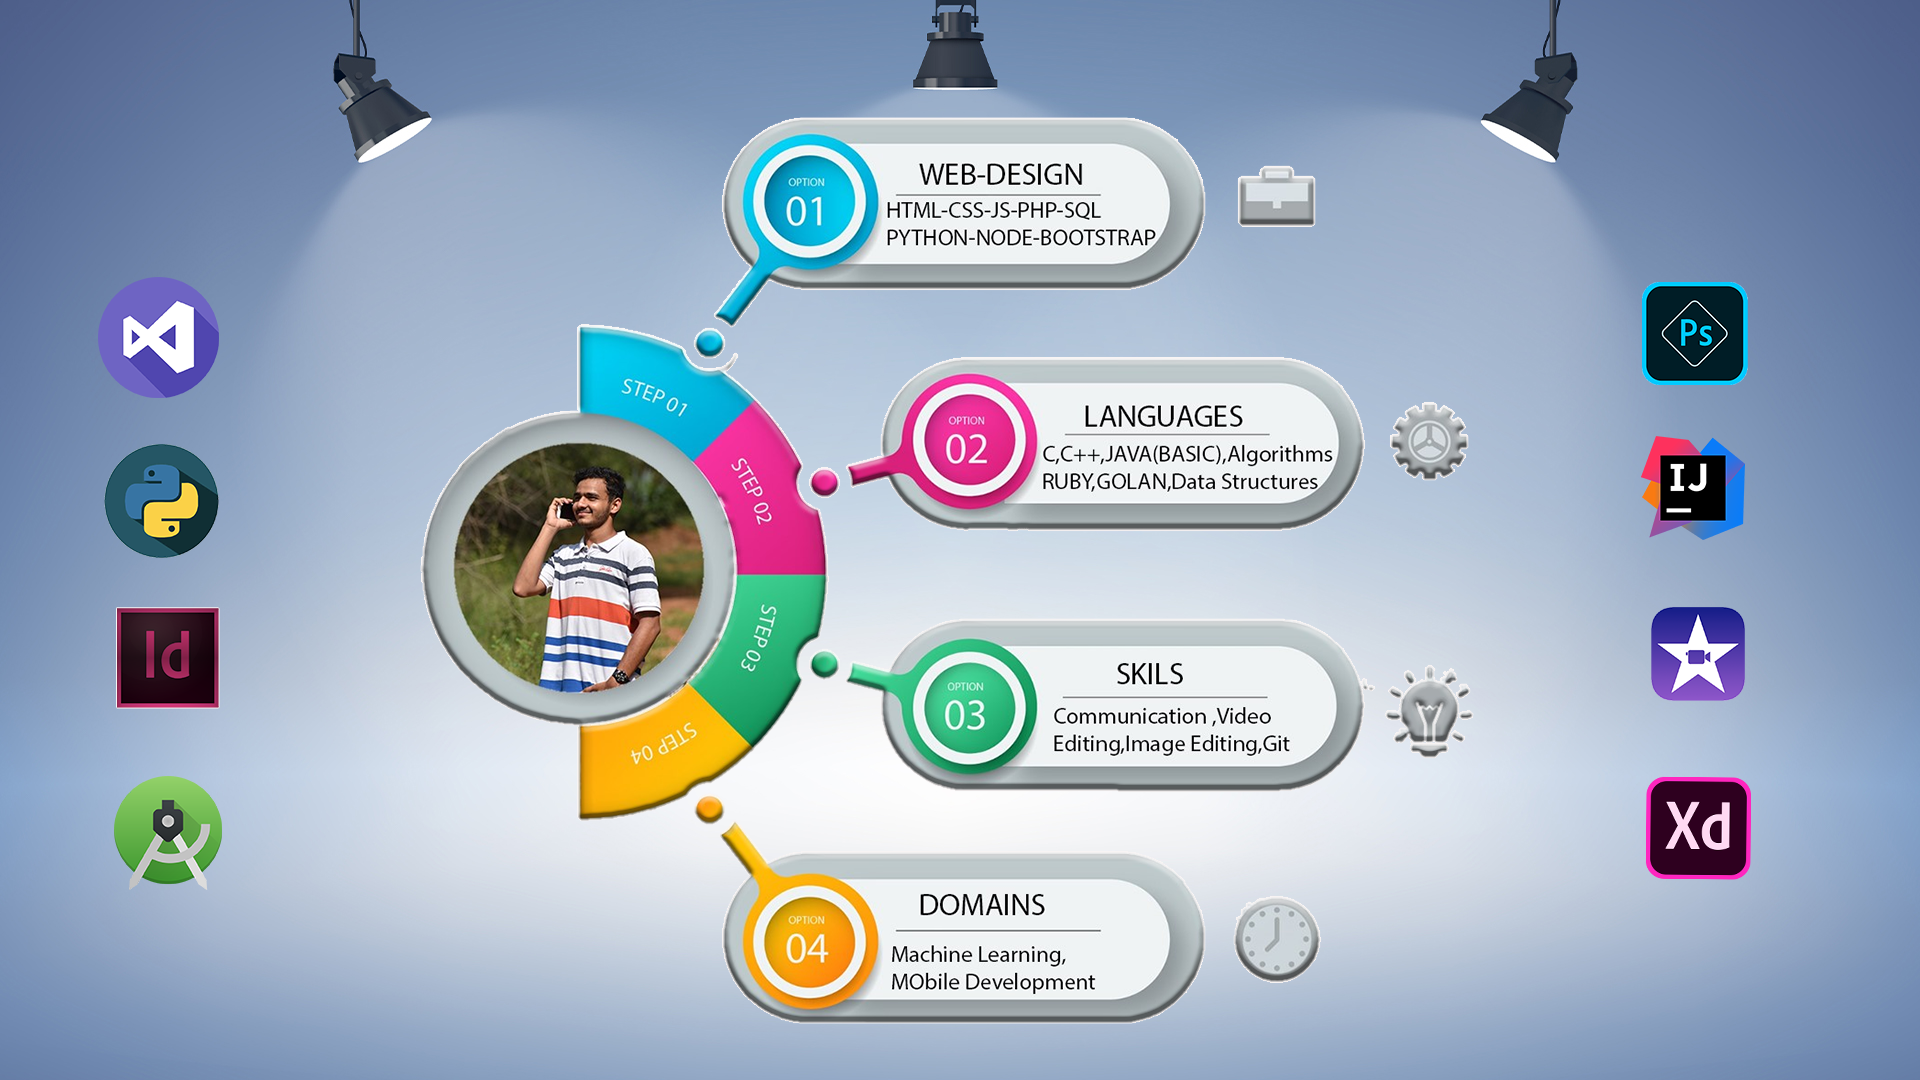 OPTION
01
WEB-DESIGN
HTML-CSS-JS-PHP-SQL
PYTHON-NODE-BOOTSTRAP
STEP 01
OPTION
02
LANGUAGES
C,C++,JAVA(BASIC),Algorithms
RUBY,GOLAN,Data Structures
STEP 02
OPTION
03
SKILS
Communication ,Video
Editing,Image Editing,Git
STEP 03
OPTION
04
DOMAINS
Machine Learning,
MObile Development
STEP 04
Id
Ps
IJ
Xd